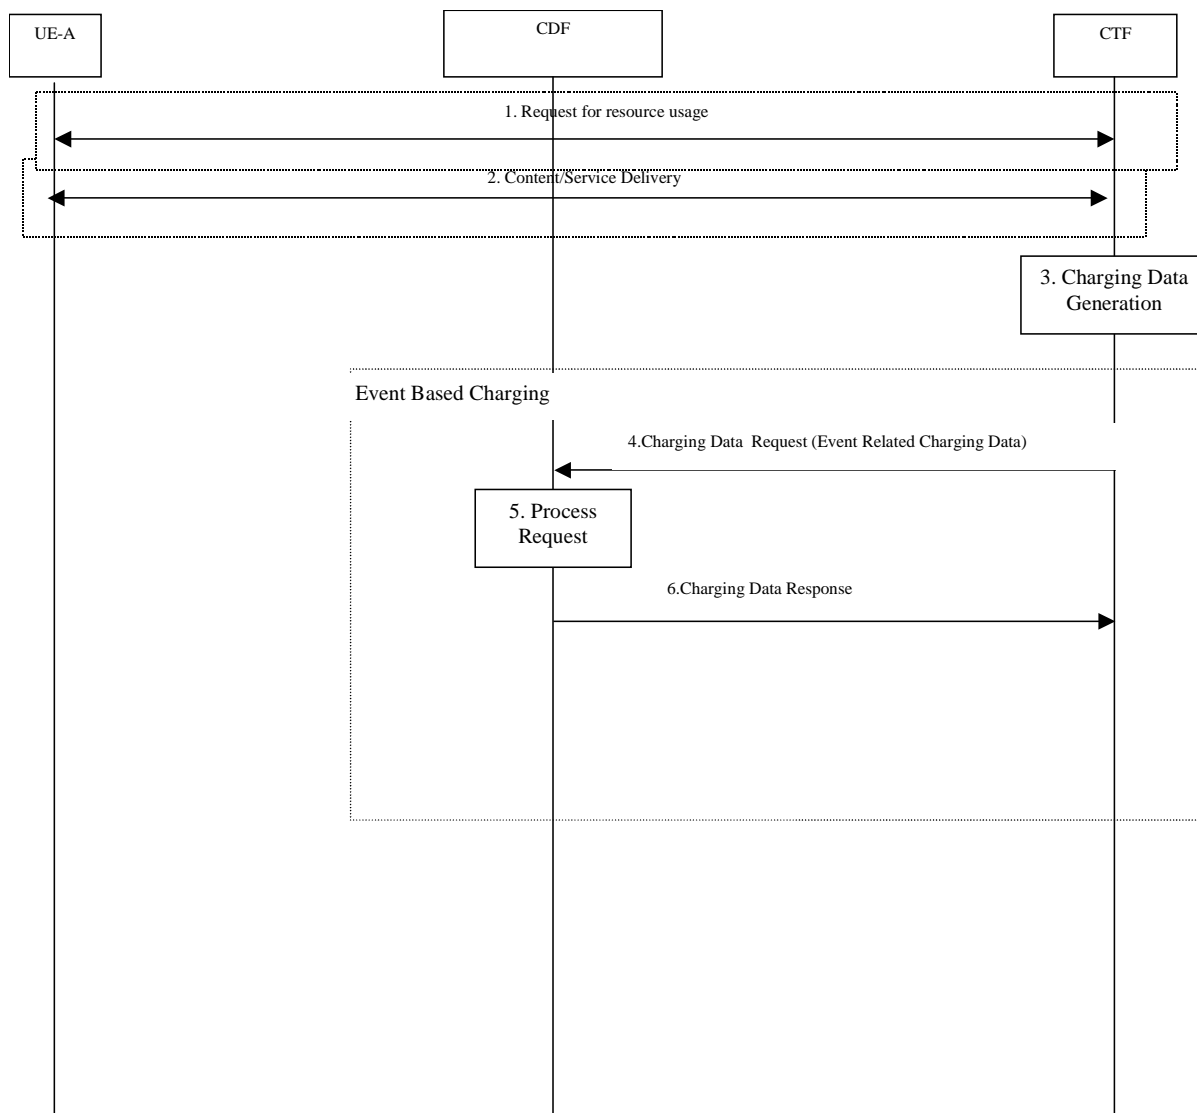 UE-A
CDF
CTF
1. Request for resource usage
2. Content/Service Delivery
3. Charging Data
Generation
Event Based Charging
4.Charging Data  Request (Event Related Charging Data)
5. Process
Request
6.Charging Data Response